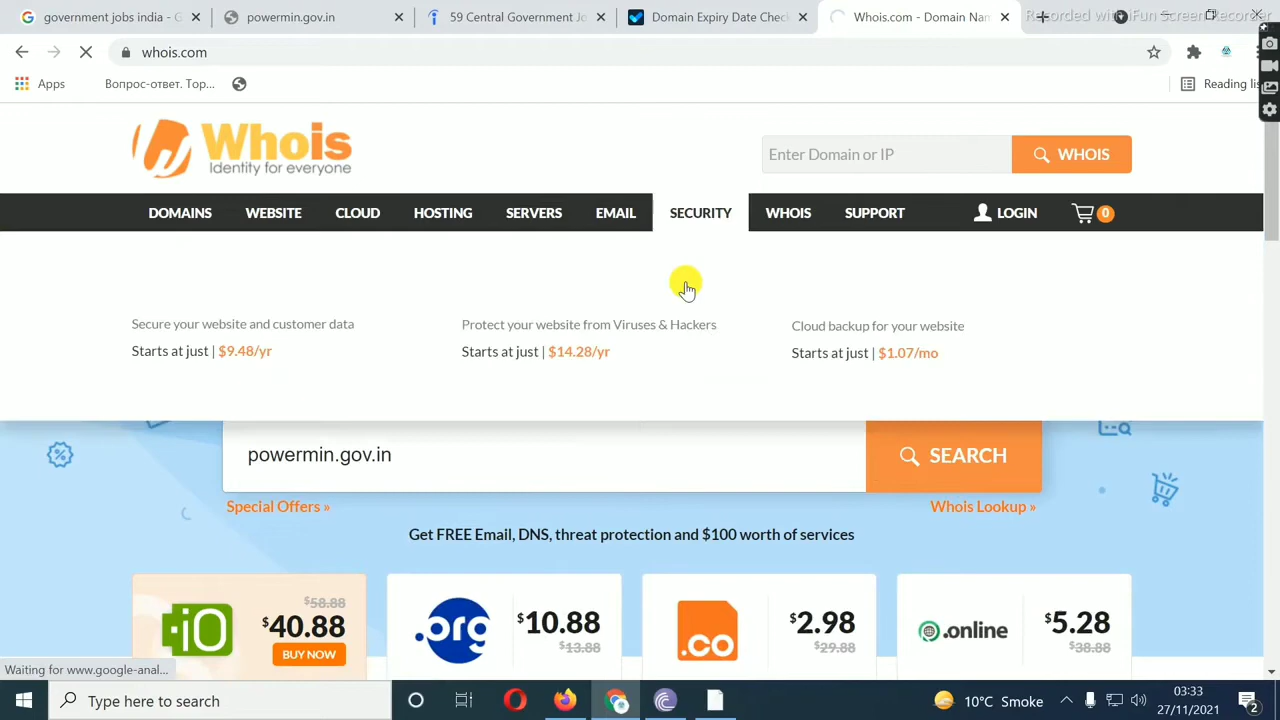 government jobs india - G
powermin.gov.in
59 Central Government Jo
Domain Expiry Date Check
Whois.com - Domain Nam
Recorded with iFun Screen Recorder
whois.com
Apps
Вопрос-ответ. Тор...
Reading lis
Whois
Identity for everyone
Enter Domain or IP
WHOIS
DOMAINS
WEBSITE
CLOUD
HOSTING
SERVERS
EMAIL
SECURITY
WHOIS
SUPPORT
LOGIN
0
Secure your website and customer data
Protect your website from Viruses & Hackers
Cloud backup for your website
Starts at just | $9.48/yr
Starts at just | $14.28/yr
Starts at just | $1.07/mo
powermin.gov.in
SEARCH
Special Offers »
Whois Lookup »
Get FREE Email, DNS, threat protection and $100 worth of services
.iO
$58.88
$40.88
BUY NOW
.org
$10.88
$13.88
.co
$2.98
$29.88
.online
$5.28
$38.88
Waiting for www.google-anal...
Type here to search
10°C Smoke
03:33
27/11/2021
2